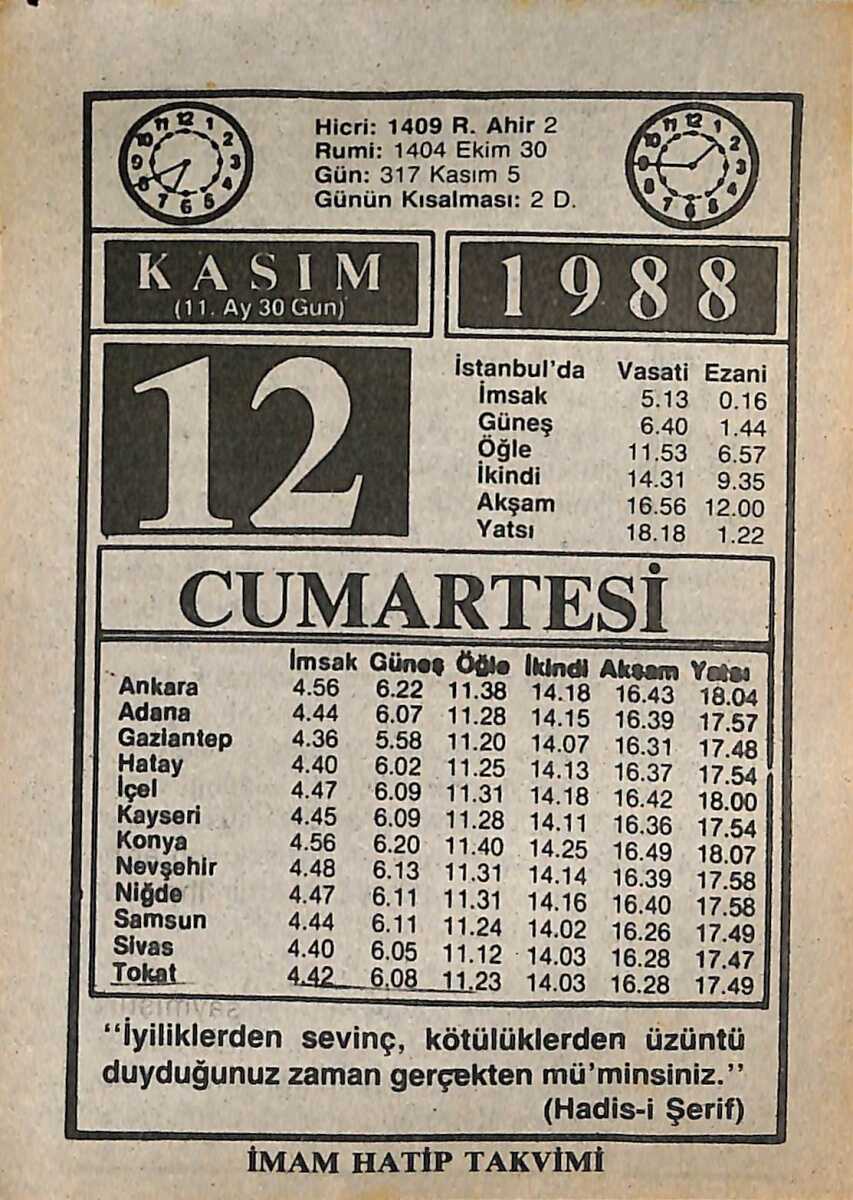 Hicri: 1409 R. Ahir 2
Rumi: 1404 Ekim 30
Gün: 317 Kasım 5
Günün Kısalması: 2 D.
KASIM
(11. Ay 30 Gun)
1988
12
İstanbul'da Vasati Ezani
İmsak 5.13 0.16
Güneş 6.40 1.44
Öğle 11.53 6.57
İkindi 14.31 9.35
Akşam 16.56 12.00
Yatsı 18.18 1.22
CUMARTESİ
İmsak Güneş Öğle İkindi Akşam Yatsı
Ankara 4.56 6.22 11.38 14.18 16.43 18.04
Adana 4.44 6.07 11.28 14.15 16.39 17.57
Gaziantep 4.36 5.58 11.20 14.07 16.31 17.48
Hatay 4.40 6.02 11.25 14.13 16.37 17.54
İçel 4.47 6.09 11.31 14.18 16.42 18.00
Kayseri 4.45 6.09 11.28 14.11 16.36 17.54
Konya 4.56 6.20 11.40 14.25 16.49 18.07
Nevşehir 4.48 6.13 11.31 14.14 16.39 17.58
Niğde 4.47 6.11 11.31 14.16 16.40 17.58
Samsun 4.44 6.11 11.24 14.02 16.26 17.49
Sivas 4.40 6.05 11.12 14.03 16.28 17.47
Tokat 4.42 6.08 11.23 14.03 16.28 17.49
"İyiliklerden sevinç, kötülüklerden üzüntü
duyduğunuz zaman gerçekten mü'minsiniz."
(Hadis-i Şerif)
İMAM HATİP TAKVİMİ